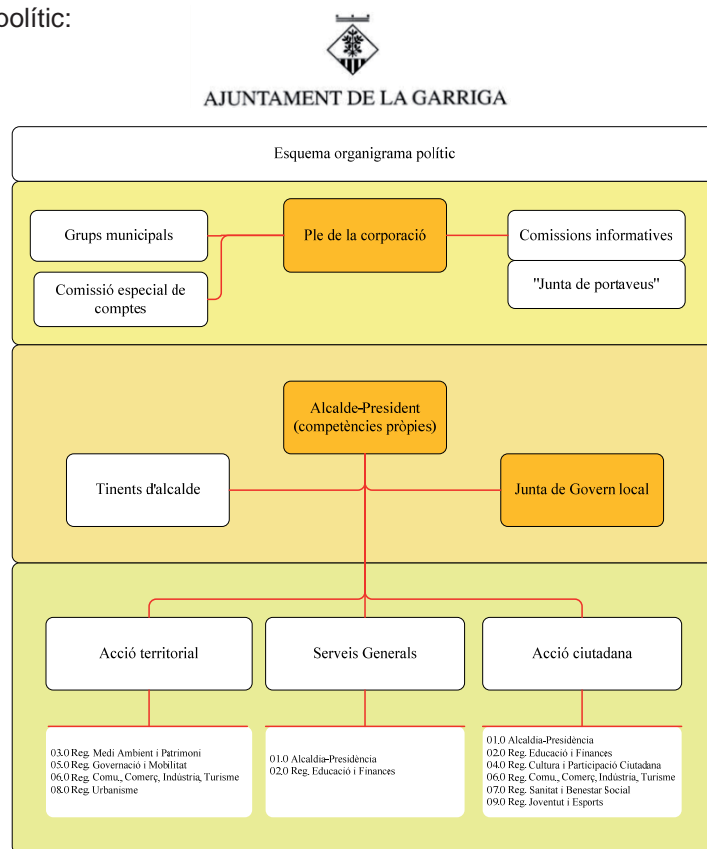 polític:
AJUNTAMENT DE LA GARRIGA
Esquema organigrama polític
Grups municipals
Ple de la corporació
Comissions informatives
Comissió especial de
comptes
"Junta de portaveus"
Alcalde-President
(competències pròpies)
Tinents d'alcalde
Junta de Govern local
Acció territorial
Serveis Generals
Acció ciutadana
03.0 Reg. Medi Ambient i Patrimoni
05.0 Reg. Governació i Mobilitat
06.0 Reg. Comu., Comerç, Indústria, Turisme
08.0 Reg. Urbanisme
01.0 Alcaldia-Presidència
02.0 Reg. Educació i Finances
01.0 Alcaldia-Presidència
02.0 Reg. Educació i Finances
04.0 Reg. Cultura i Participació Ciutadana
06.0 Reg. Comu., Comerç, Indústria, Turisme
07.0 Reg. Sanitat i Benestar Social
09.0 Reg. Joventut i Esports